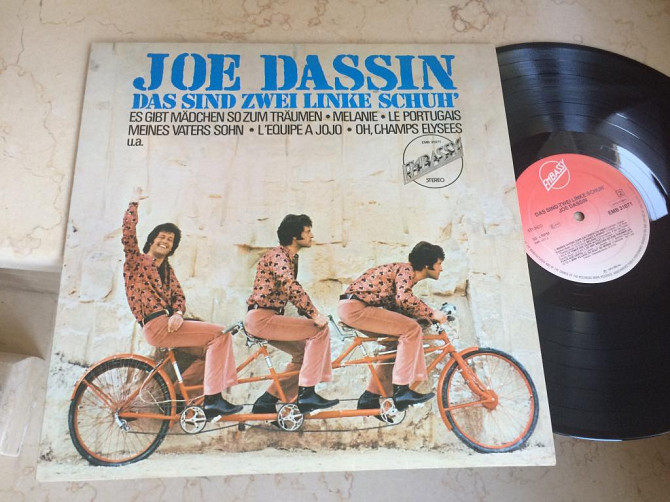 JOE DASSIN
DAS SIND ZWEI LINKE SCHUH'
ES GIBT MÄDCHEN SO ZUM TRÄUMEN • MELANIE • LE PORTUGAIS
MEINES VATERS SOHN • L'EQUIPE A JOJO • OH, CHAMPS ELYSEES
u.a.
EMBASSY
STEREO
EMBASSY
DAS SIND ZWEI LINKE SCHUH'
JOE DASSIN